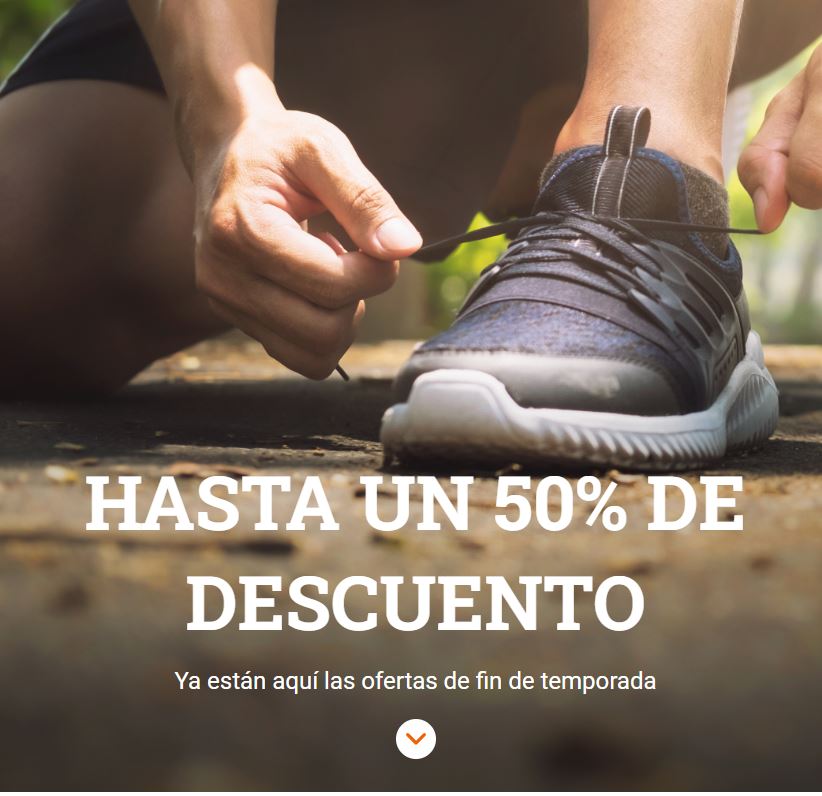 HASTA UN 50% DE
DESCUENTO
Ya están aquí las ofertas de fin de temporada